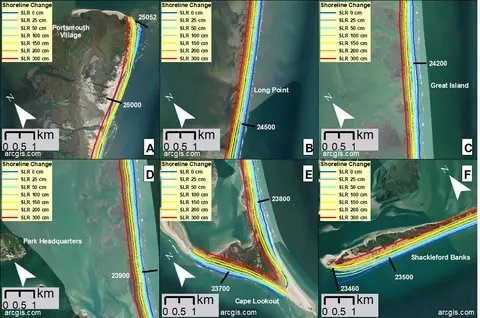 Shoreline Change
SLR 0 cm
SLR 25 cm
SLR 50 cm
SLR 100 cm
SLR 150 cm
SLR 200 cm
SLR 300 cm
Portsmouth
Village
25052
25000
N
km
0 0.5 1
arcgis.com
A
Shoreline Change
SLR 0 cm
SLR 25 cm
SLR 50 cm
SLR 100 cm
SLR 150 cm
SLR 200 cm
SLR 300 cm
Long Point
24500
N
km
0 0.5 1
arcgis.com
B
Shoreline Change
SLR 0 cm
SLR 25 cm
SLR 50 cm
SLR 100 cm
SLR 150 cm
SLR 200 cm
SLR 300 cm
24200
Great Island
N
km
0 0.5 1
arcgis.com
C
Shoreline Change
SLR 0 cm
SLR 25 cm
SLR 50 cm
SLR 100 cm
SLR 150 cm
SLR 200 cm
SLR 300 cm
D
Park Headquarters
23900
N
km
0 0.5 1
arcgis.com
Shoreline Change
SLR 0 cm
SLR 25 cm
SLR 50 cm
SLR 100 cm
SLR 150 cm
SLR 200 cm
SLR 300 cm
E
23800
23700
Cape Lookout
N
km
0 0.5 1
arcgis.com
Shoreline Change
SLR 0 cm
SLR 25 cm
SLR 50 cm
SLR 100 cm
SLR 150 cm
SLR 200 cm
SLR 300 cm
F
N
Shackleford Banks
23500
23460
km
0 0.5 1
arcgis.com